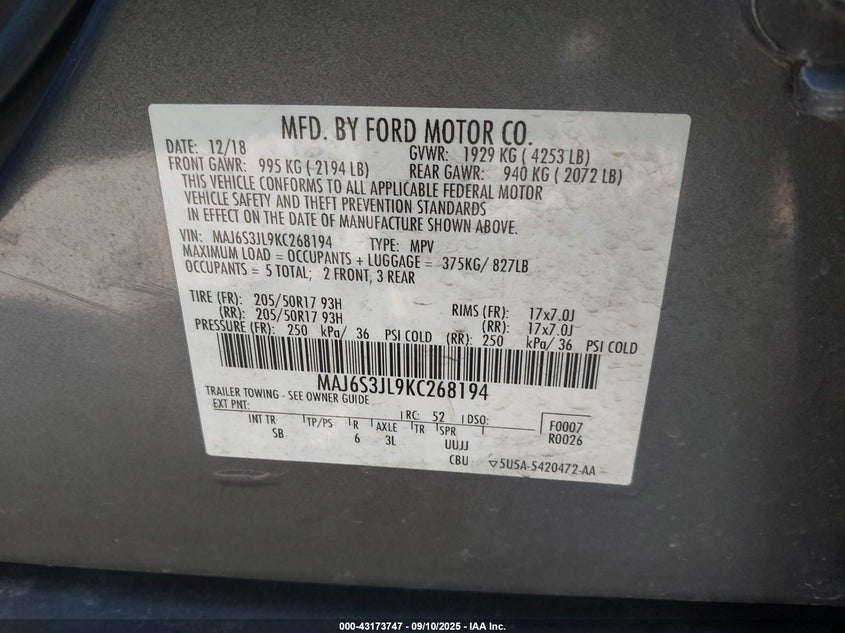 MFD. BY FORD MOTOR CO.
DATE: 12/18 GVWR: 1929 KG ( 4253 LB)
FRONT GAWR: 995 KG (-2194 LB) REAR GAWR: 940 KG ( 2072 LB)
THIS VEHICLE CONFORMS TO ALL APPLICABLE FEDERAL MOTOR
VEHICLE SAFETY AND THEFT PREVENTION STANDARDS
IN EFFECT ON THE DATE OF MANUFACTURE SHOWN ABOVE.
VIN: MAJ6S3JL9KC268194 TYPE: MPV
MAXIMUM LOAD = OCCUPANTS + LUGGAGE = 375KG/ 827LB
OCCUPANTS = 5 TOTAL; 2 FRONT, 3 REAR
TIRE (FR): 205/50R17 93H RIMS (FR): 17x7.0J
(RR): 205/50R17 93H (RR): 17x7.0J
PRESSURE (FR): 250 kPa/ 36 PSI COLD (RR): 250 kPa/ 36 PSI COLD
MAJ6S3JL9KC268194
TRAILER TOWING - SEE OWNER GUIDE
EXT PNT: RC: 52 DSO: F0007
INT TR TP/PS R AXLE TR SPR R0026
SB 6 3L UUJJ
CBU 5U5A-5420472-AA
000-43173747 - 09/10/2025 - IAA Inc.